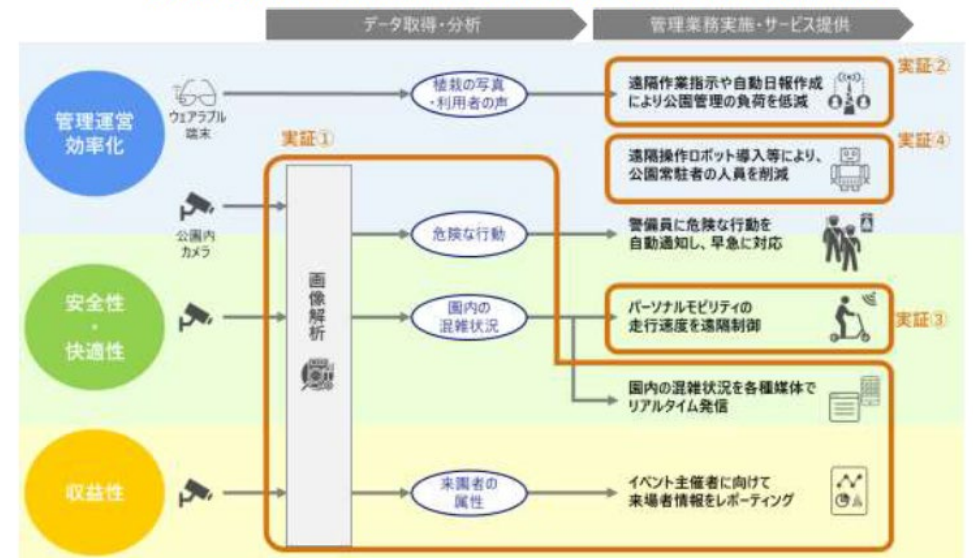 データ取得・分析
管理業務実施・サービス提供
管理運営
効率化
ウェアラブル
端末
植栽の写真
・利用者の声
遠隔作業指示や自動日報作成
により公園管理の負荷を低減
実証②
実証①
遠隔操作ロボット導入等により、
公園常駐者の人員を削減
実証④
公園内
カメラ
危険な行動
警備員に危険な行動を
自動通知し、早急に対応
安全性
・
快適性
画像解析
園内の
混雑状況
パーソナルモビリティの
走行速度を遠隔制御
実証③
園内の混雑状況を各種媒体で
リアルタイム発信
収益性
来園者の
属性
イベント主催者に向けて
来場者情報をレポーティング